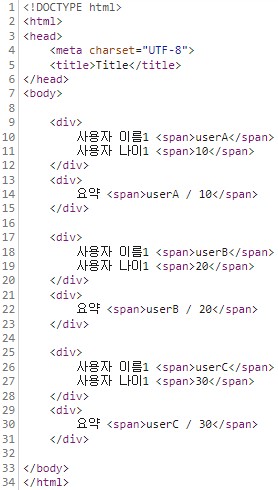 1 <!DOCTYPE html>
2 <html>
3 <head>
4     <meta charset="UTF-8">
5     <title>Title</title>
6 </head>
7 <body>
8
9     <div>
10         사용자 이름1 <span>userA</span>
11         사용자 나이1 <span>10</span>
12     </div>
13     <div>
14         요약 <span>userA / 10</span>
15     </div>
16
17     <div>
18         사용자 이름1 <span>userB</span>
19         사용자 나이1 <span>20</span>
20     </div>
21     <div>
22         요약 <span>userB / 20</span>
23     </div>
24
25     <div>
26         사용자 이름1 <span>userC</span>
27         사용자 나이1 <span>30</span>
28     </div>
29     <div>
30         요약 <span>userC / 30</span>
31     </div>
32
33 </body>
34 </html>